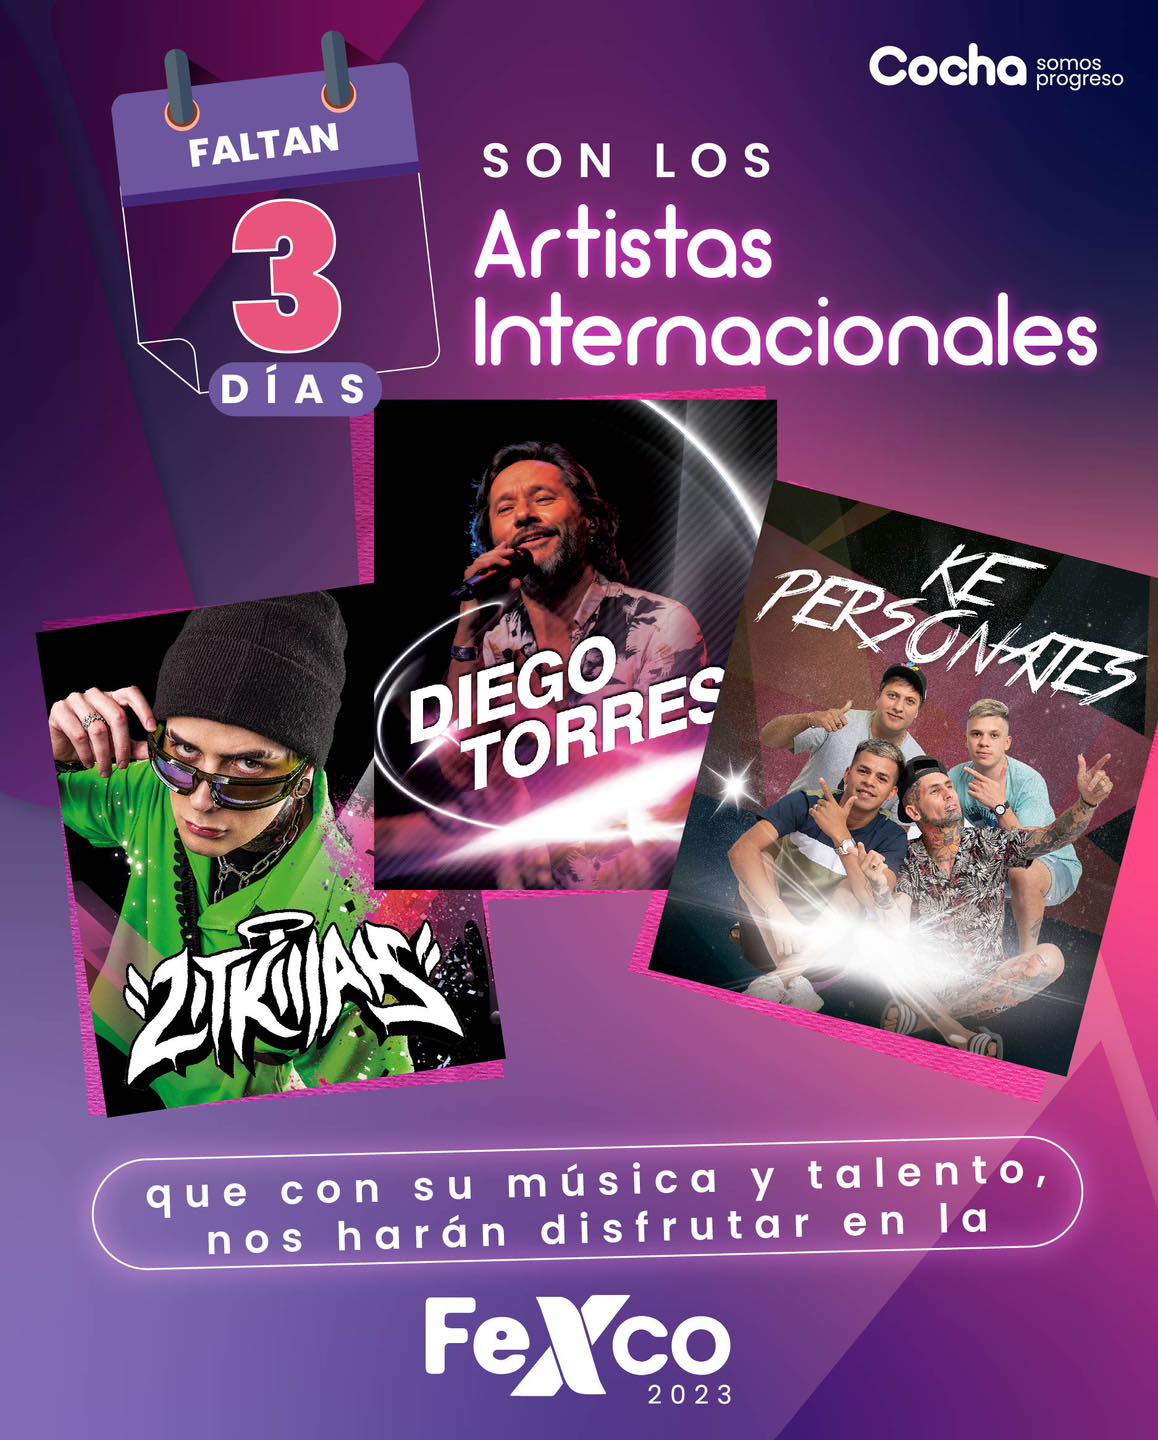 Cocha somos
progreso
FALTAN
3
DÍAS
SON LOS
Artistas
Internacionales
DIEGO
TORRES
KE
PERSONAJES
"LITKILLAH"
que con su música y talento,
nos harán disfrutar en la
FeXco
2023